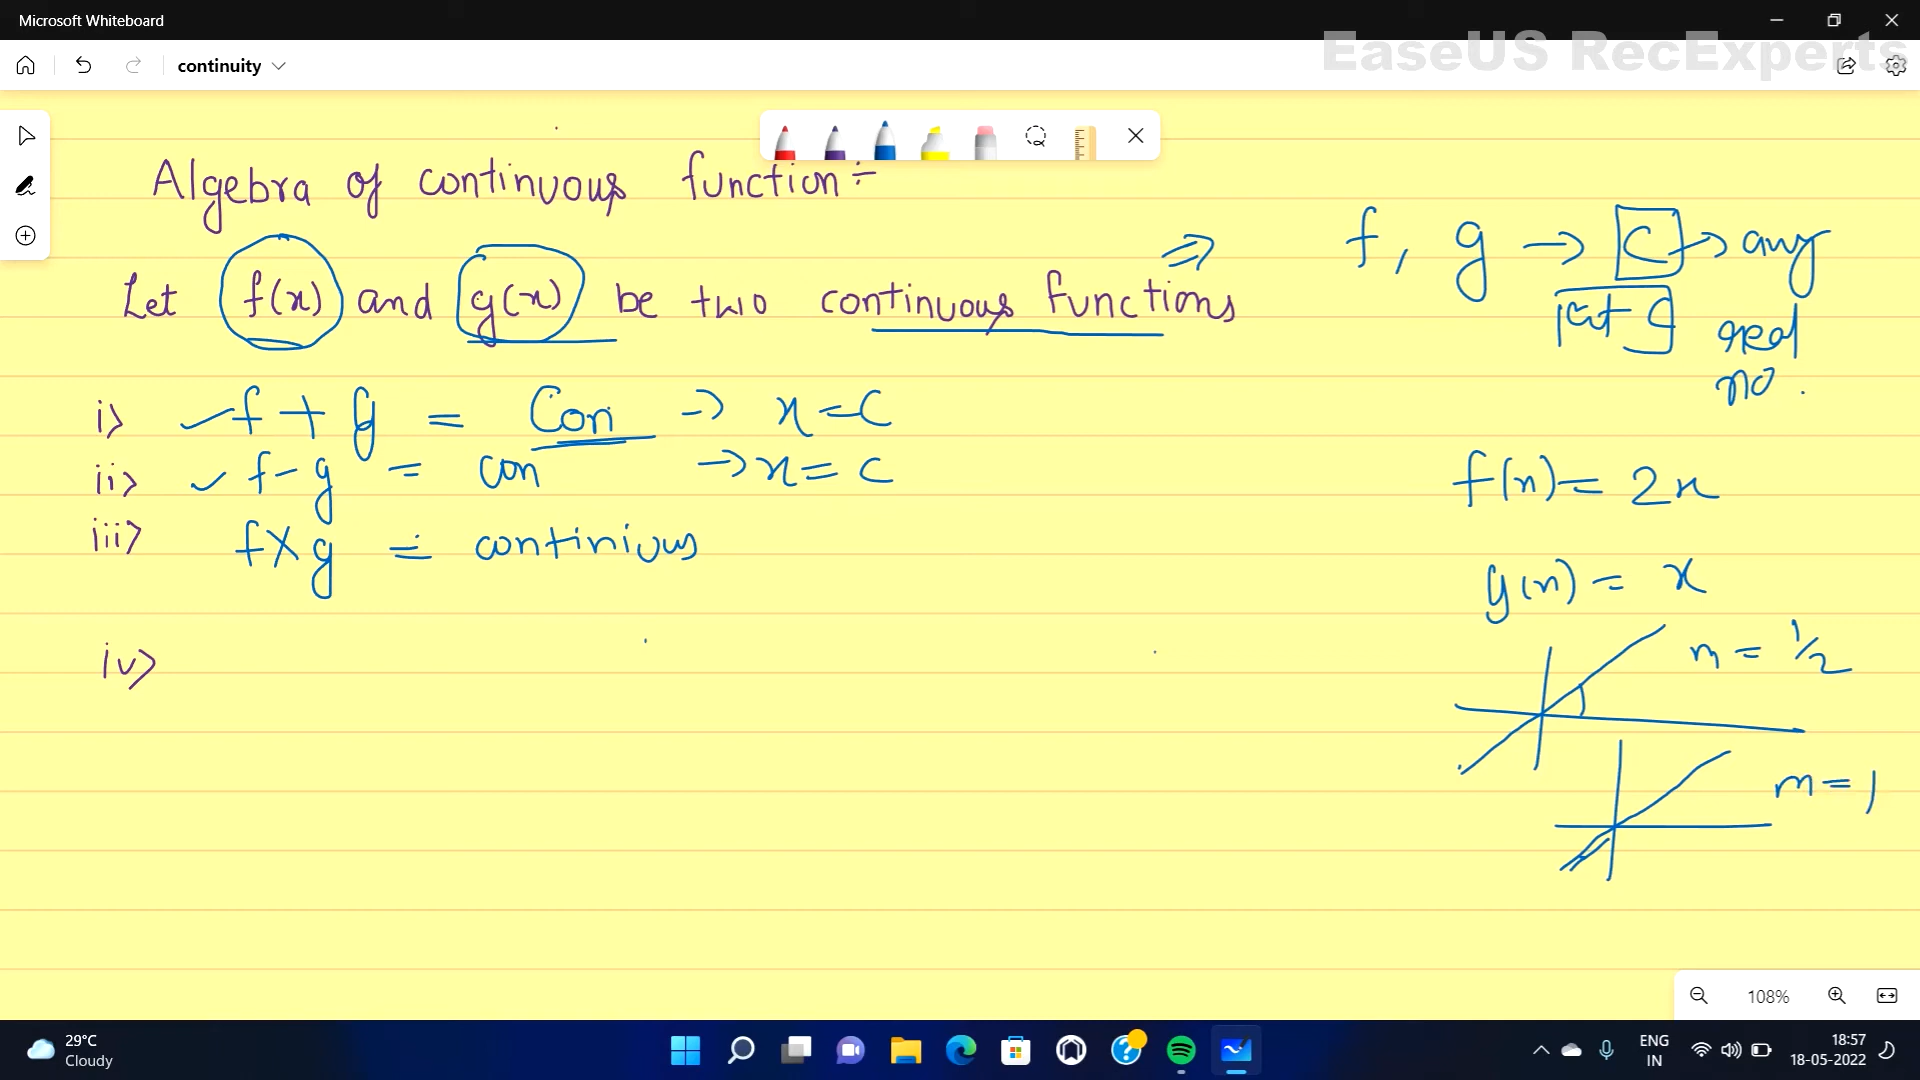 Microsoft Whiteboard
EaseUS RecExperts
continuity
Algebra of continuous function:-
Let f(x) and g(x) be two continuous functions
⇒ f, g → C → any
real
no.
i) f + g = Con → x = C
ii) f - g = con → x = c
iii) f X g = continious
iv)
f(x) = 2x
g(x) = x
m = 1/2
m = 1
108%
29°C
Cloudy
ENG
IN
18:57
18-05-2022